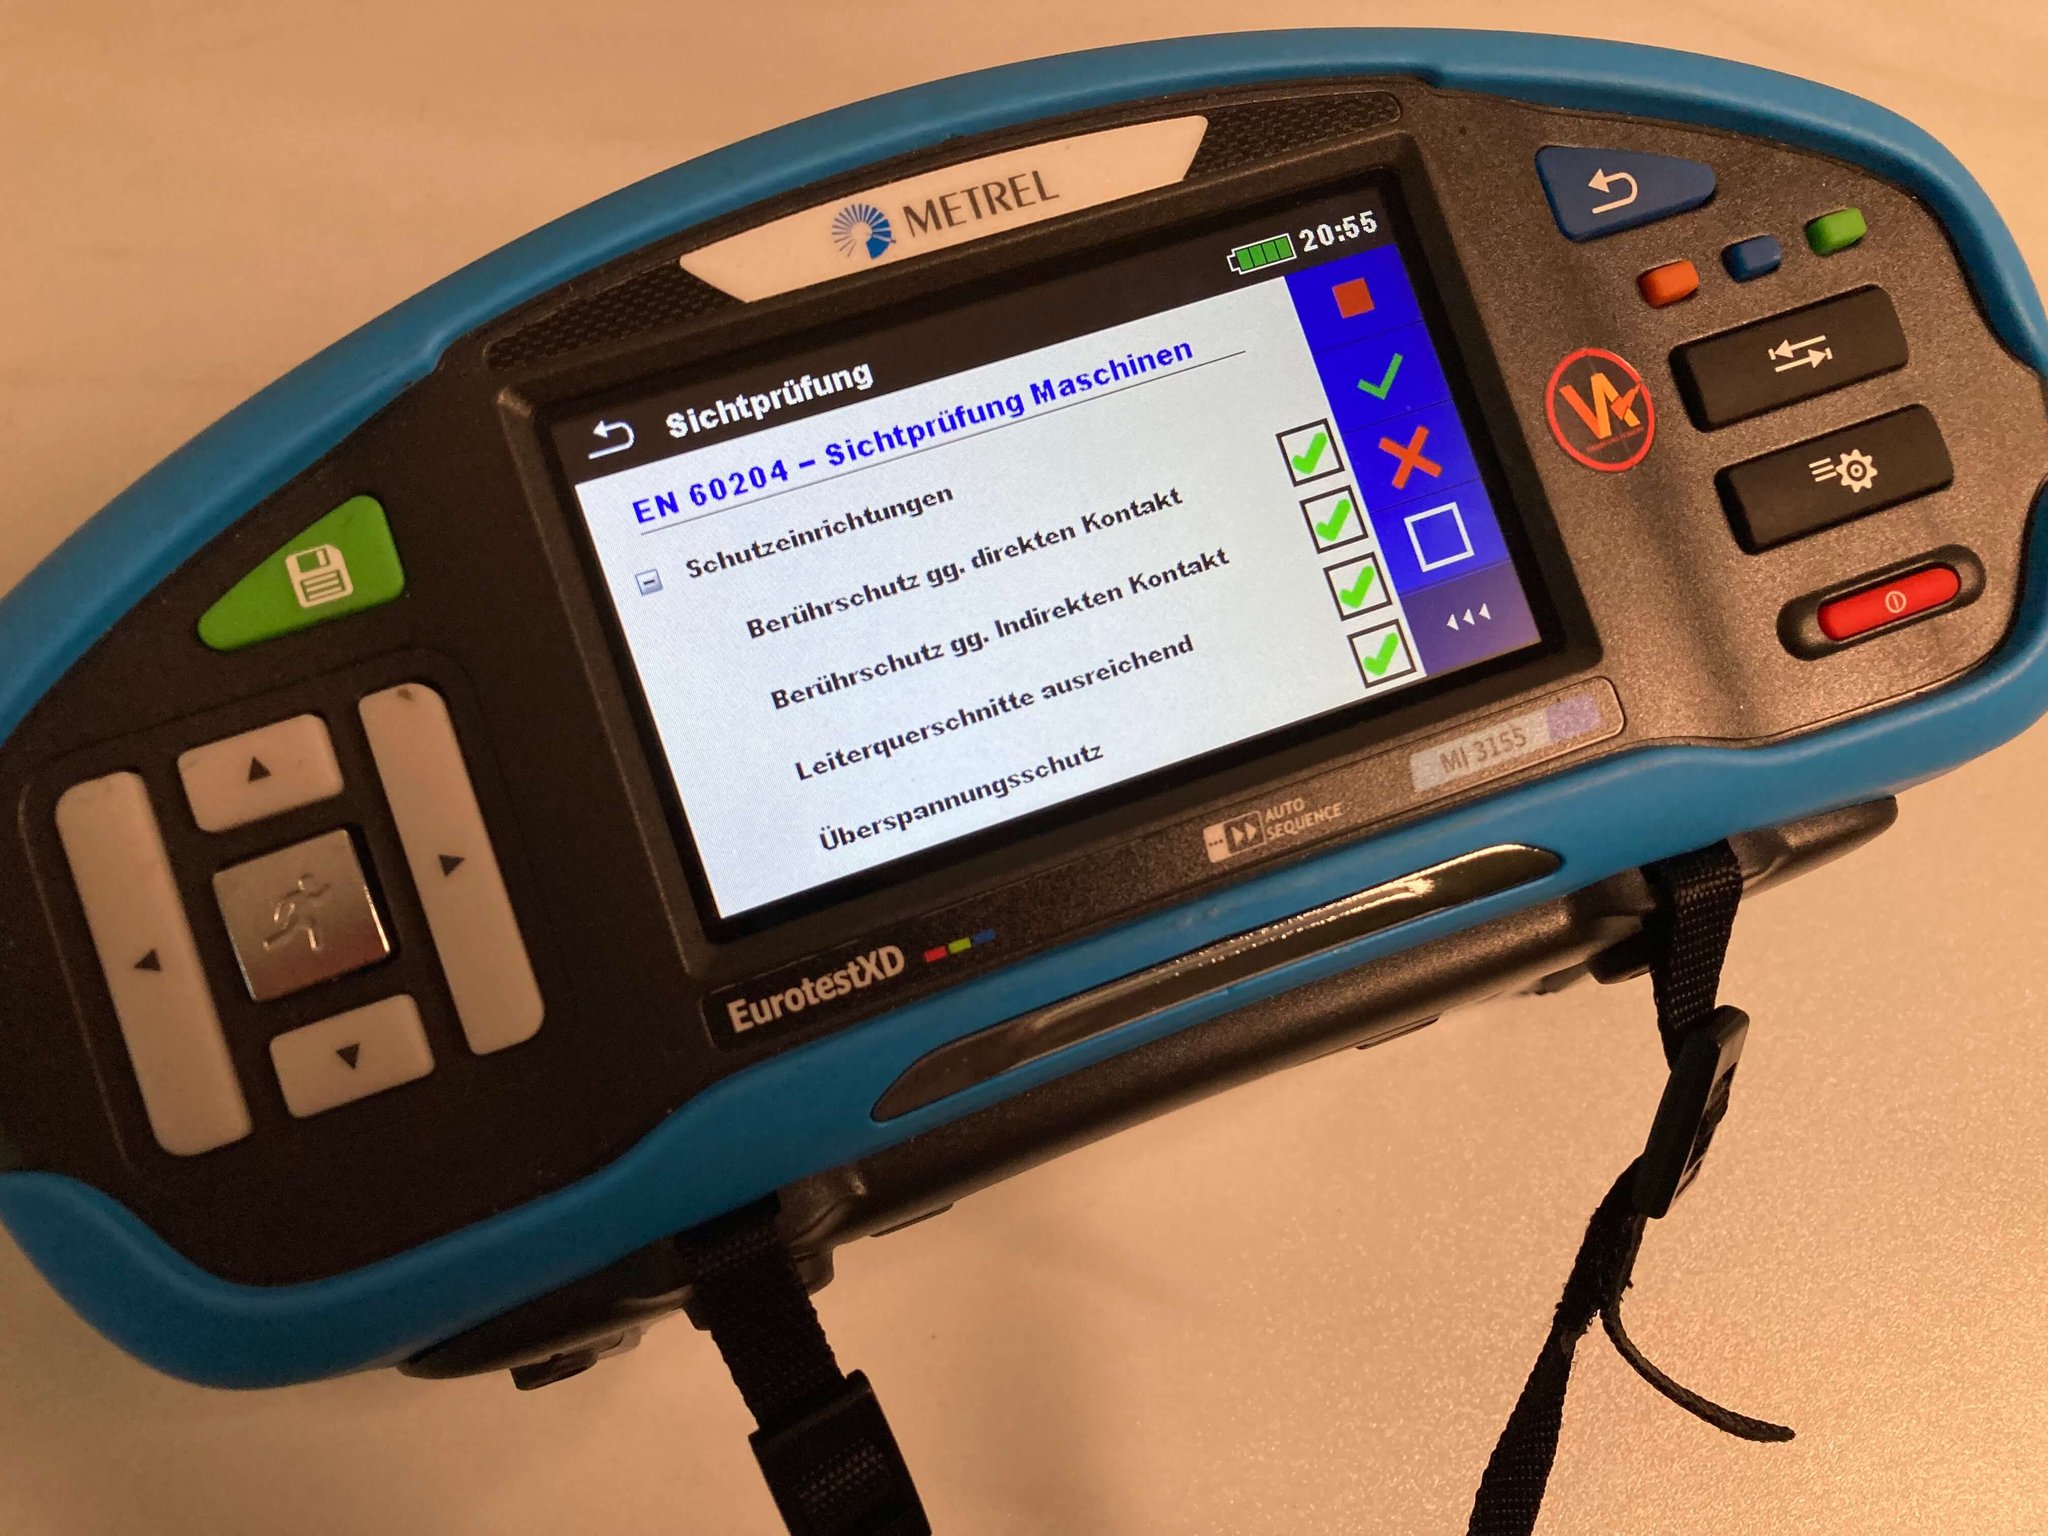 METREL
20:55
Sichtprüfung
EN 60204 – Sichtprüfung Maschinen
Schutzeinrichtungen
Berührschutz gg. direkten Kontakt
Berührschutz gg. Indirekten Kontakt
Leiterquerschnitte ausreichend
Überspannungsschutz
MI 3155
AUTO
SEQUENCE
EurotestXD
VA